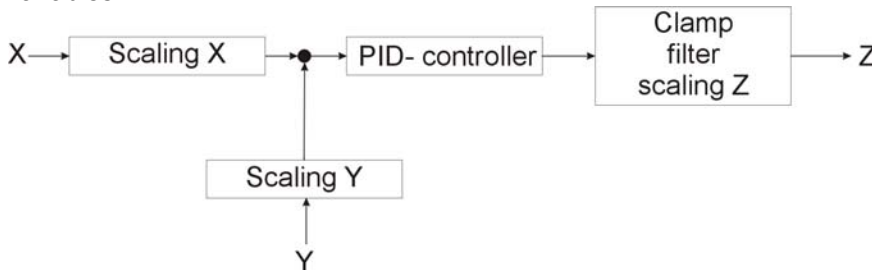 X
Scaling X
PID- controller
Clamp
filter
scaling Z
Z
Scaling Y
Y